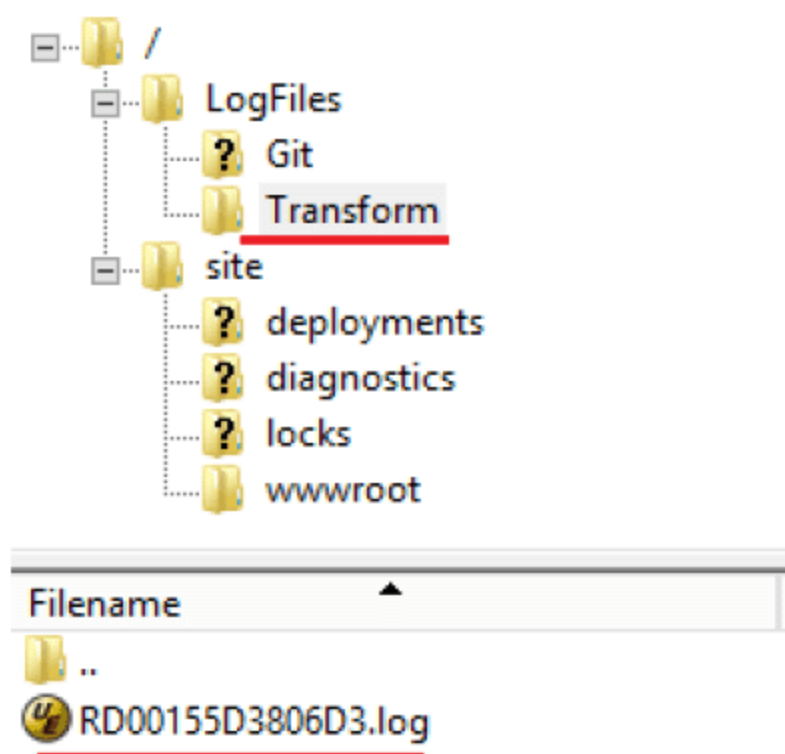 /
LogFiles
Git
Transform
site
deployments
diagnostics
locks
wwwroot
Filename
..
RD00155D3806D3.log